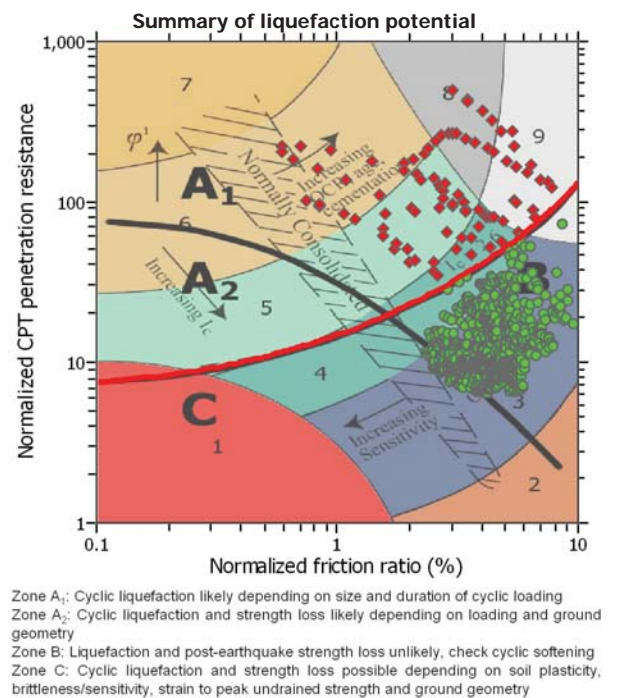 Summary of liquefaction potential
1,000
7
8
9
φ'
Increasing
OCR, age,
cementation
Normally Consolidated
A1
100
6
A2
Increasing Ic
5
B
Normalized CPT penetration resistance
10
4
C
1
Increasing
Sensitivity
3
2
1
0.1
1
10
Normalized friction ratio (%)
Zone A1: Cyclic liquefaction likely depending on size and duration of cyclic loading
Zone A2: Cyclic liquefaction and strength loss likely depending on loading and ground
geometry
Zone B: Liquefaction and post-earthquake strength loss unlikely, check cyclic softening
Zone C: Cyclic liquefaction and strength loss possible depending on soil plasticity,
brittleness/sensitivity, strain to peak undrained strength and ground geometry